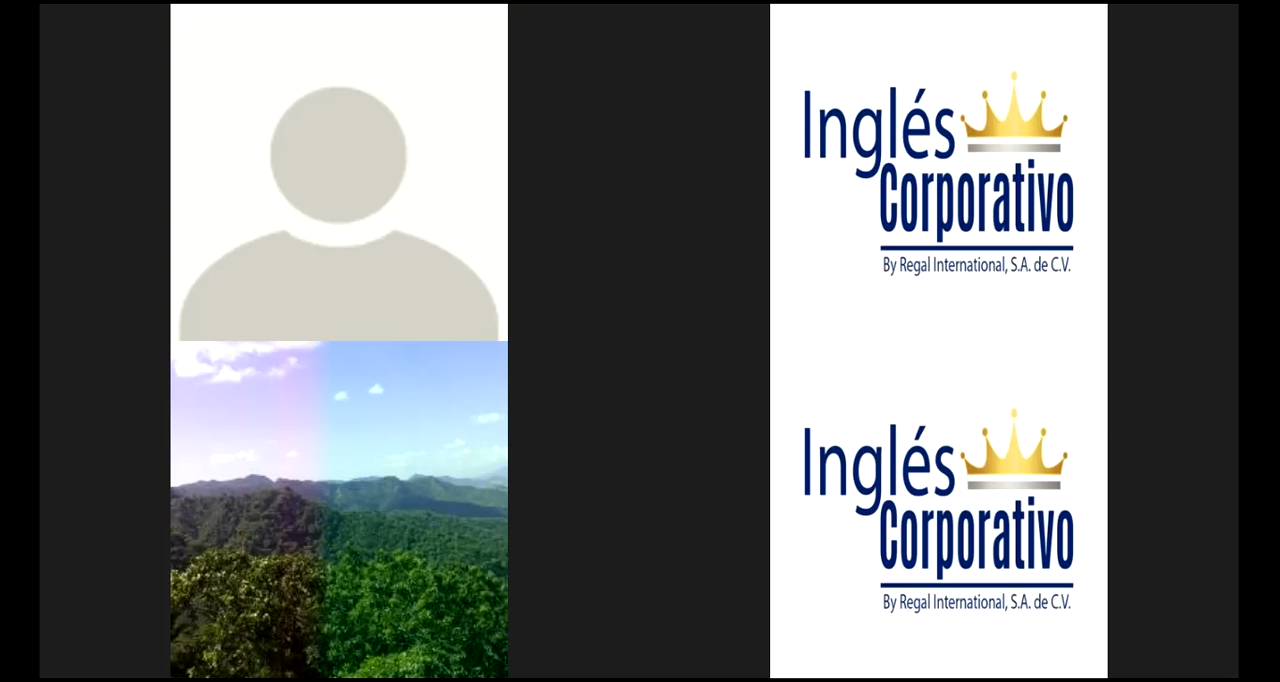 Inglés
Corporativo
By Regal International, S.A. de C.V.
Inglés
Corporativo
By Regal International, S.A. de C.V.